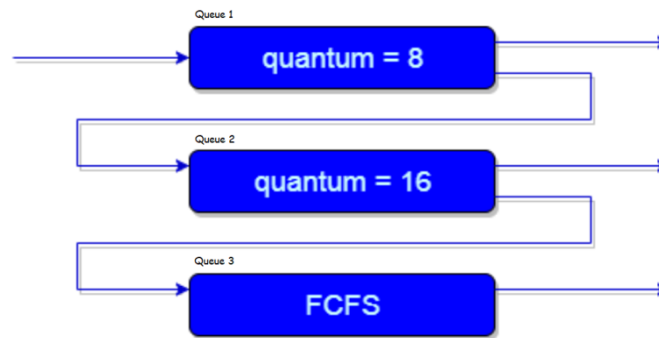 Queue 1
quantum = 8
Queue 2
quantum = 16
Queue 3
FCFS